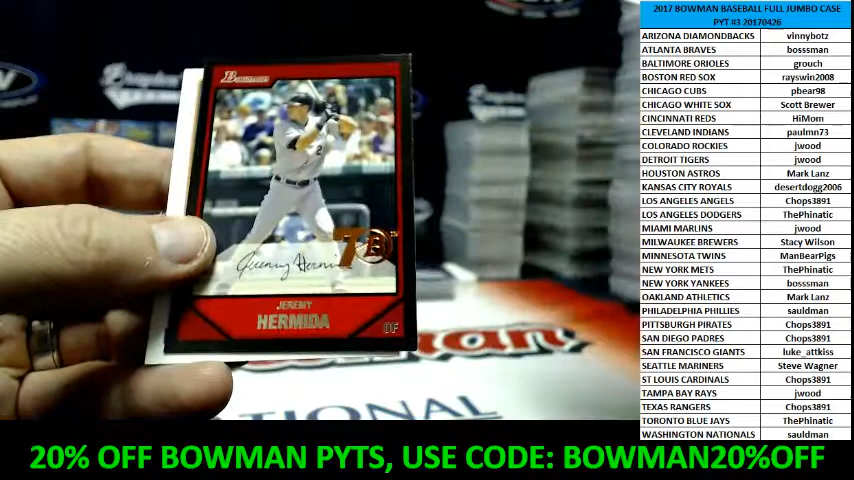 Bowman
TB
Jeremy Hermi
JEREMY
HERMIDA
OF
2017 BOWMAN BASEBALL FULL JUMBO CASE
PYT #3 20170426
ARIZONA DIAMONDBACKS vinnybotz
ATLANTA BRAVES bosssman
BALTIMORE ORIOLES grouch
BOSTON RED SOX rayswin2008
CHICAGO CUBS pbear98
CHICAGO WHITE SOX Scott Brewer
CINCINNATI REDS HiMom
CLEVELAND INDIANS paulmn73
COLORADO ROCKIES jwood
DETROIT TIGERS jwood
HOUSTON ASTROS Mark Lanz
KANSAS CITY ROYALS desertdogg2006
LOS ANGELES ANGELS Chops3891
LOS ANGELES DODGERS ThePhinatic
MIAMI MARLINS jwood
MILWAUKEE BREWERS Stacy Wilson
MINNESOTA TWINS ManBearPigs
NEW YORK METS ThePhinatic
NEW YORK YANKEES bosssman
OAKLAND ATHLETICS Mark Lanz
PHILADELPHIA PHILLIES sauldman
PITTSBURGH PIRATES Chops3891
SAN DIEGO PADRES Chops3891
SAN FRANCISCO GIANTS luke_attkiss
SEATTLE MARINERS Steve Wagner
ST LOUIS CARDINALS Chops3891
TAMPA BAY RAYS jwood
TEXAS RANGERS Chops3891
TORONTO BLUE JAYS ThePhinatic
WASHINGTON NATIONALS sauldman
20% OFF BOWMAN PYTS, USE CODE: BOWMAN20%OFF